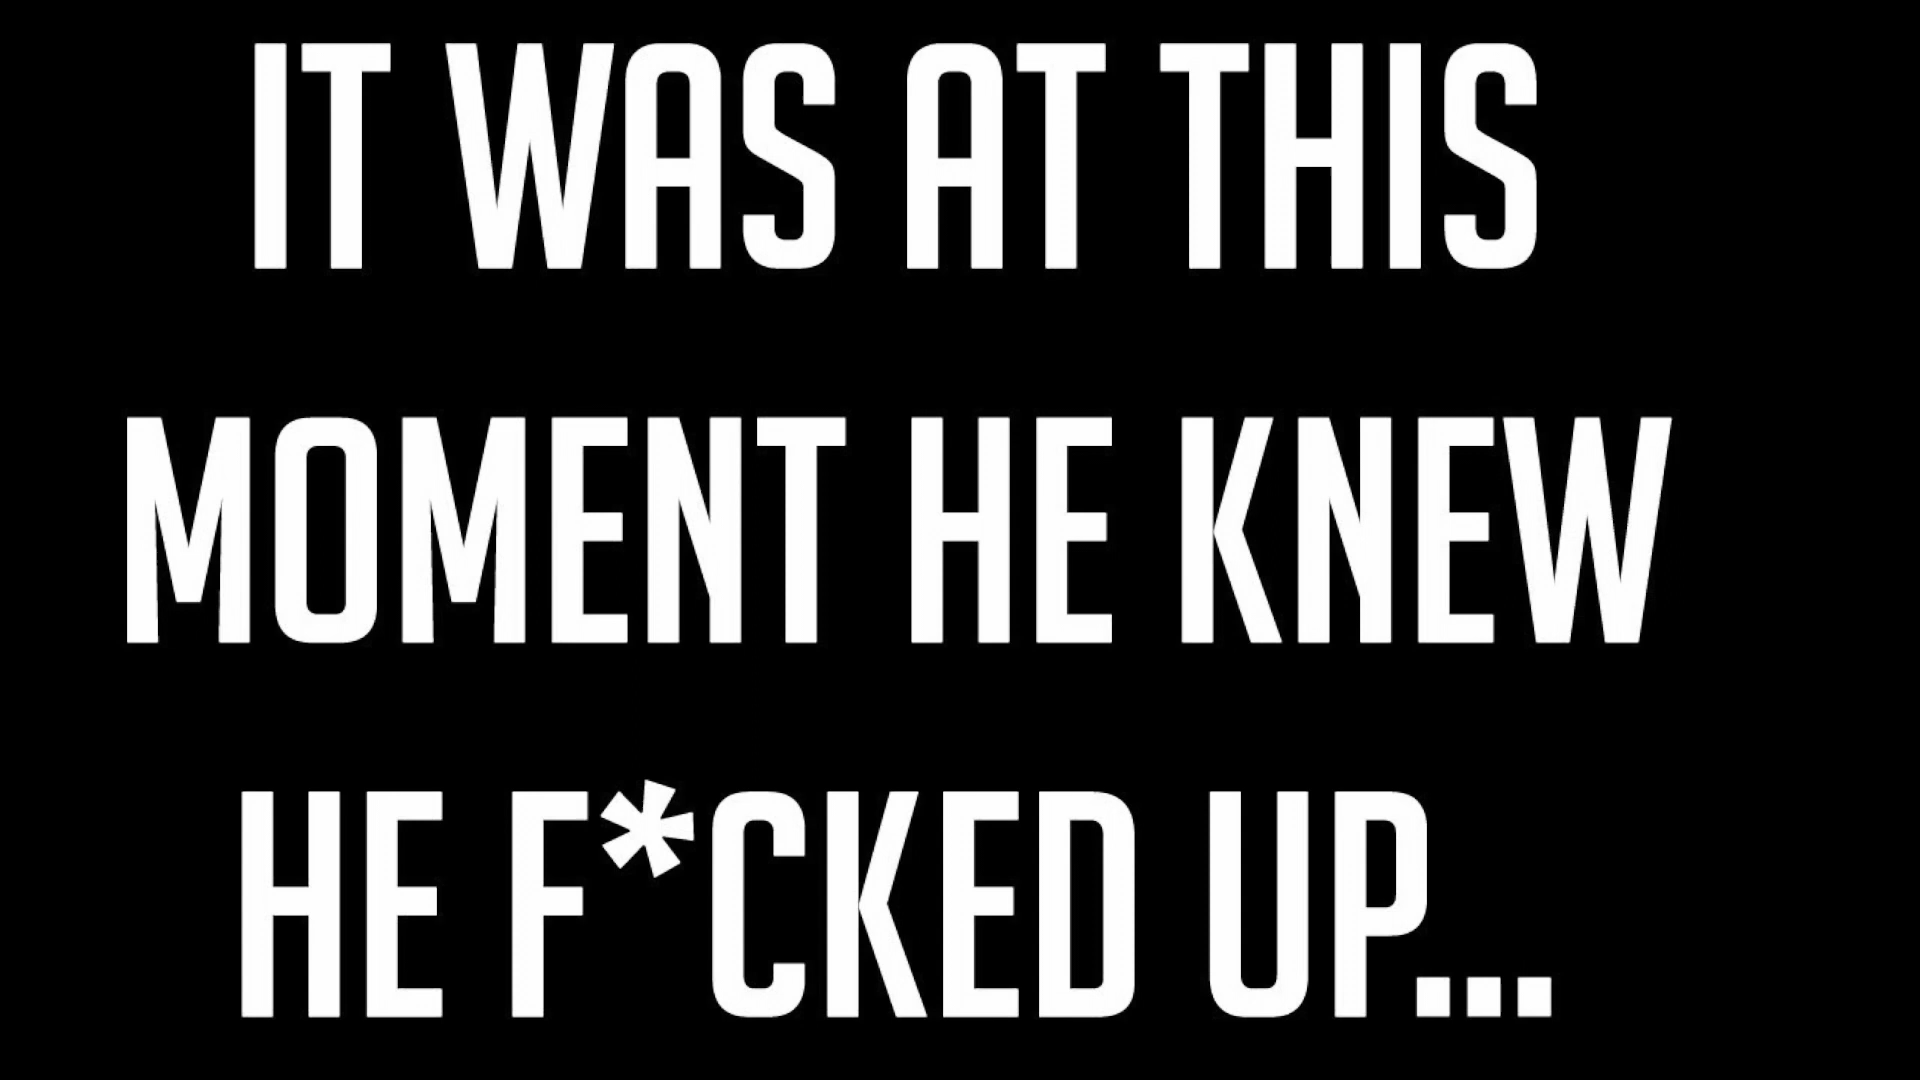 IT WAS AT THIS
MOMENT HE KNEW
HE F*CKED UP...